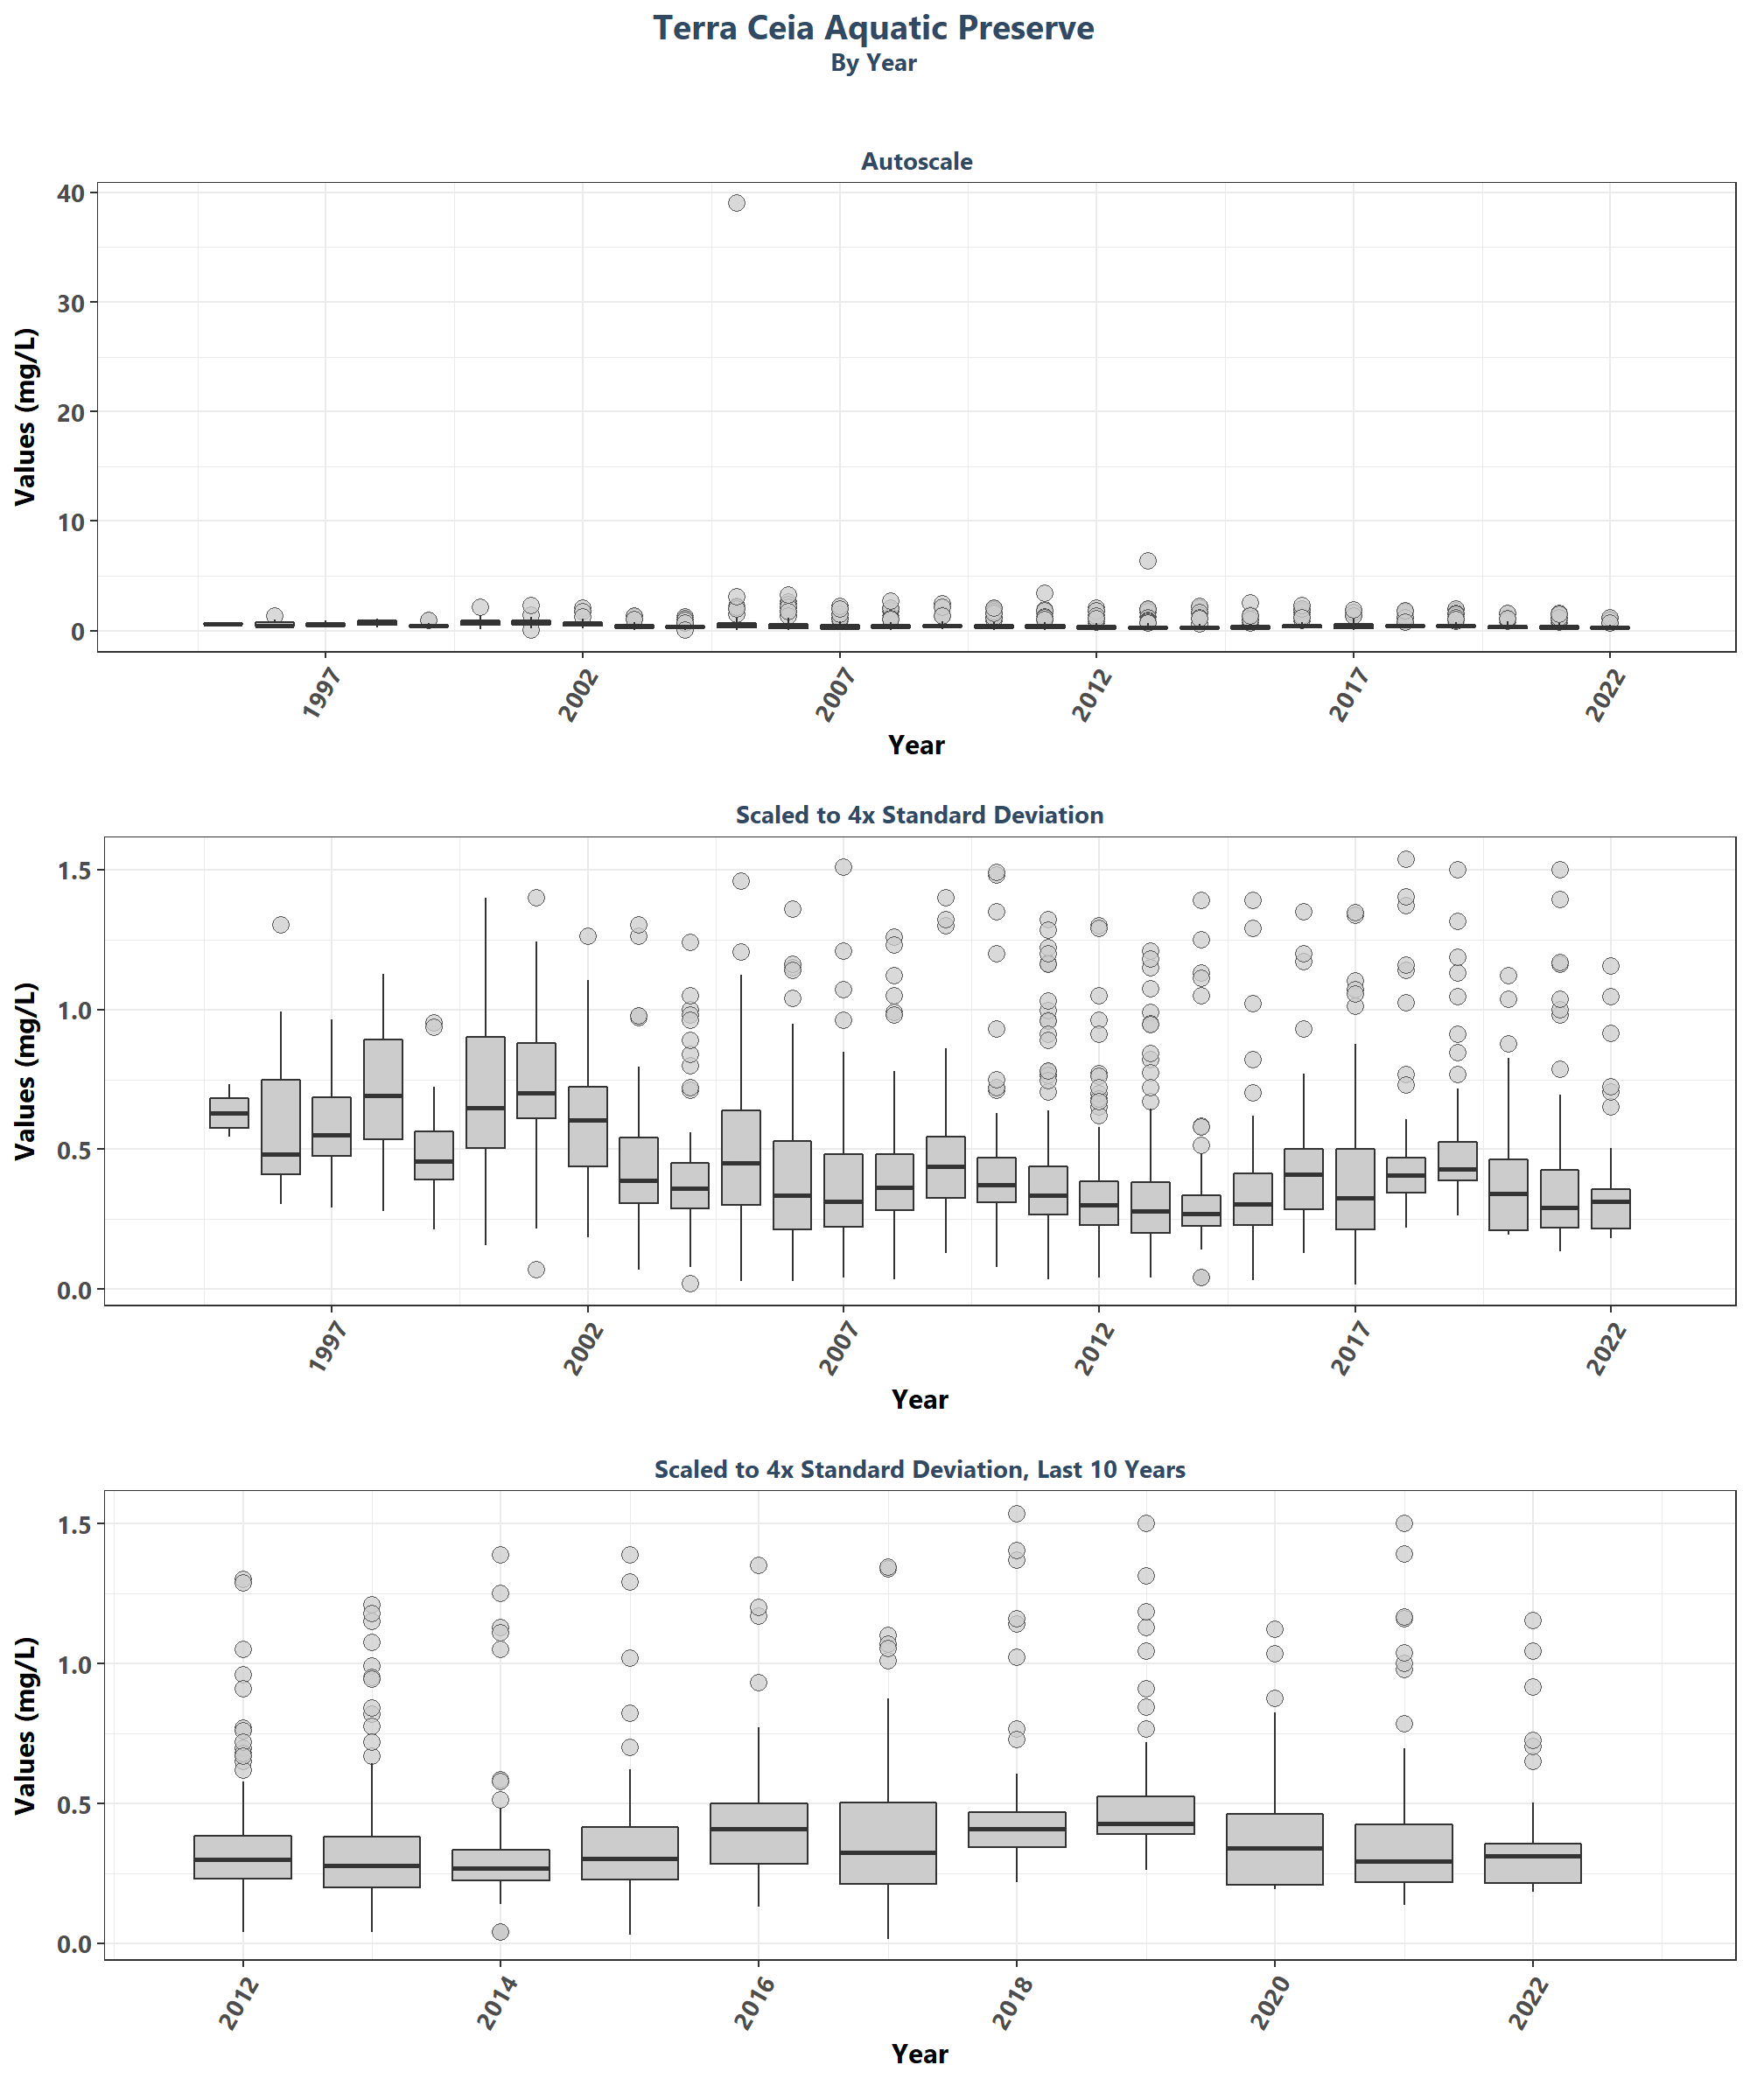 Terra Ceia Aquatic Preserve
By Year
Autoscale
Values (mg/L)
40
30
20
10
0
1997
2002
2007
2012
2017
2022
Year
Scaled to 4x Standard Deviation
Values (mg/L)
1.5
1.0
0.5
0.0
1997
2002
2007
2012
2017
2022
Year
Scaled to 4x Standard Deviation, Last 10 Years
Values (mg/L)
1.5
1.0
0.5
0.0
2012
2014
2016
2018
2020
2022
Year